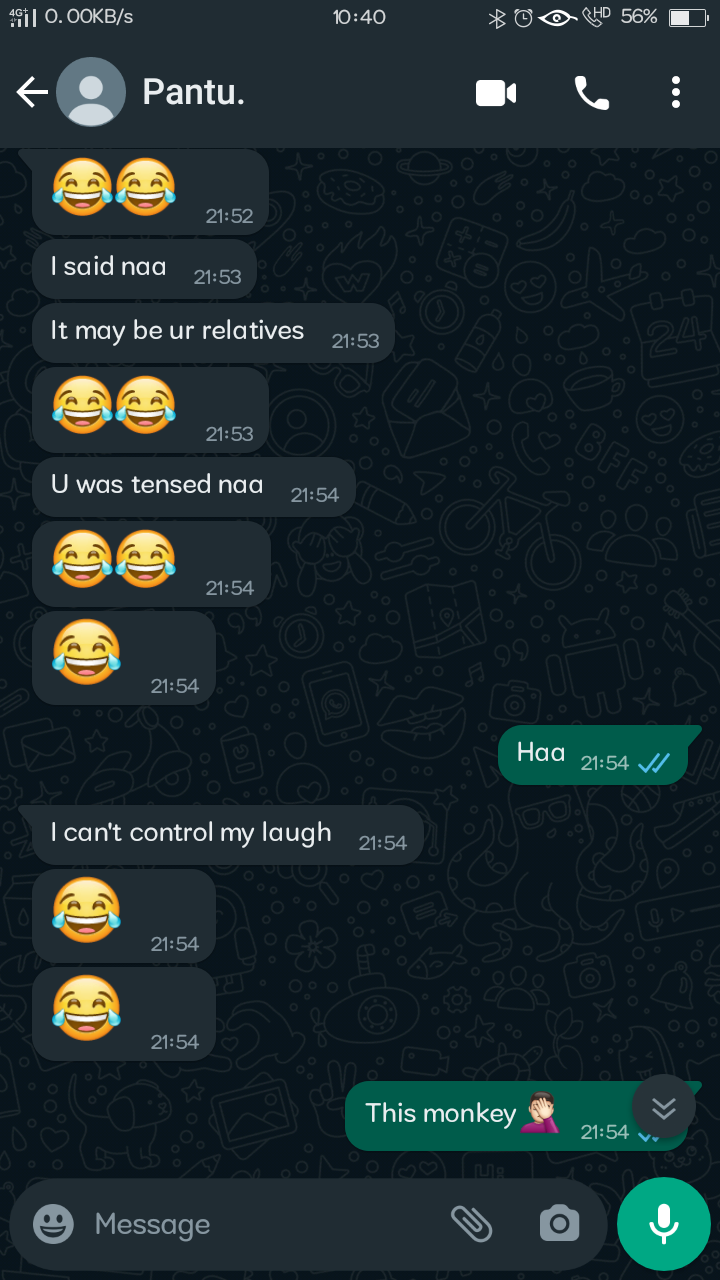 4G+ 0.00KB/s 10:40 HD 56%
Pantu.
😂😂 21:52
I said naa 21:53
It may be ur relatives 21:53
😂😂 21:53
U was tensed naa 21:54
😂😂 21:54
😂 21:54
Haa 21:54
I can't control my laugh 21:54
😂 21:54
😂 21:54
This monkey🤦🏻‍♂️ 21:54
Message